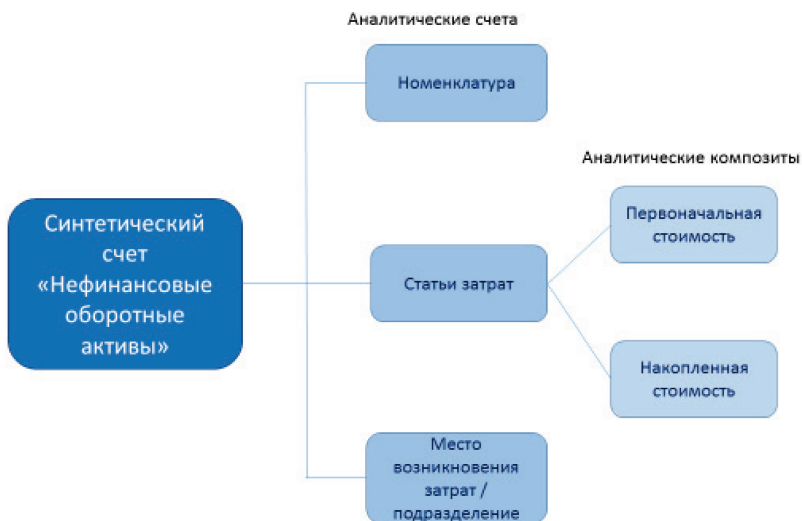 Аналитические счета
Номенклатура
Аналитические композиты
Первоначальная
стоимость
Синтетический
счет
«Нефинансовые
оборотные
активы»
Статьи затрат
Накопленная
стоимость
Место
возникновения
затрат /
подразделение